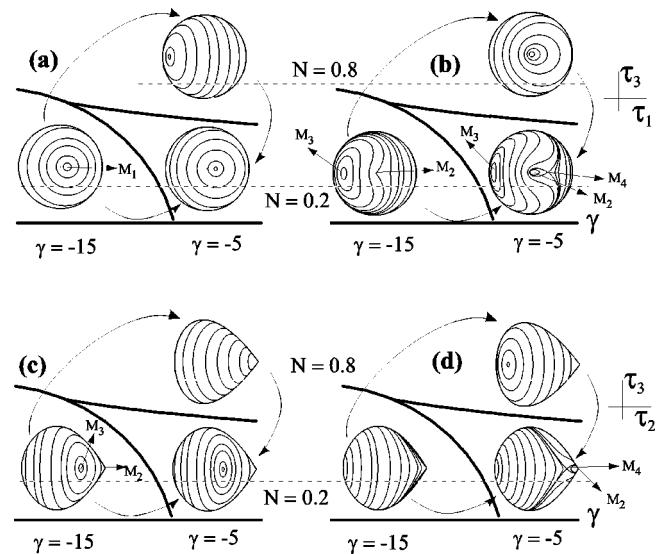 (a)
N = 0.8
(b)
τ₃
τ₁
M₁
M₃
M₂
M₃
M₄
M₂
N = 0.2
γ
γ = -15
γ = -5
γ = -15
γ = -5
(c)
N = 0.8
(d)
τ₃
τ₂
M₃
M₂
M₄
M₂
N = 0.2
γ
γ = -15
γ = -5
γ = -15
γ = -5